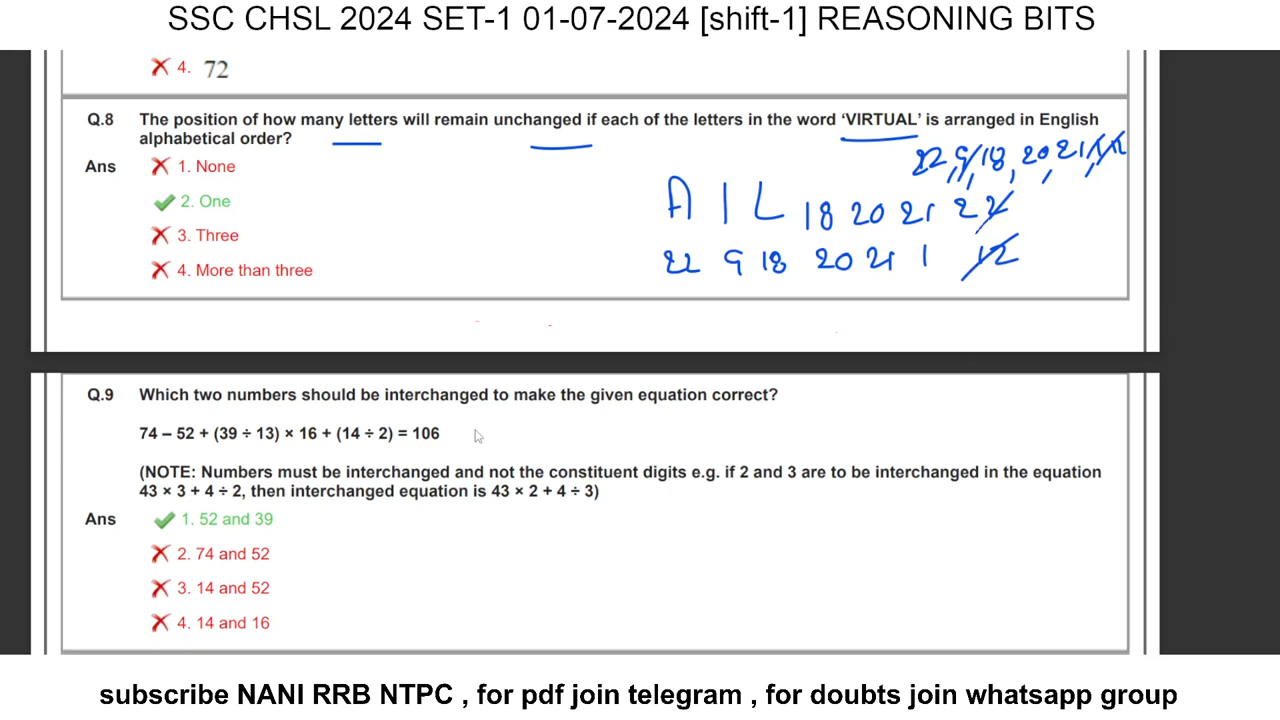 SSC CHSL 2024 SET-1 01-07-2024 [shift-1] REASONING BITS
4. 72
Q.8 The position of how many letters will remain unchanged if each of the letters in the word ‘VIRTUAL’ is arranged in English
alphabetical order?
22, 9, 18, 20, 21, 1, 12
Ans 1. None
2. One
3. Three
4. More than three
A I L 18 20 21 22
22 9 18 20 21 1 12
Q.9 Which two numbers should be interchanged to make the given equation correct?
74 – 52 + (39 ÷ 13) × 16 + (14 ÷ 2) = 106
(NOTE: Numbers must be interchanged and not the constituent digits e.g. if 2 and 3 are to be interchanged in the equation
43 × 3 + 4 ÷ 2, then interchanged equation is 43 × 2 + 4 ÷ 3)
Ans 1. 52 and 39
2. 74 and 52
3. 14 and 52
4. 14 and 16
subscribe NANI RRB NTPC , for pdf join telegram , for doubts join whatsapp group